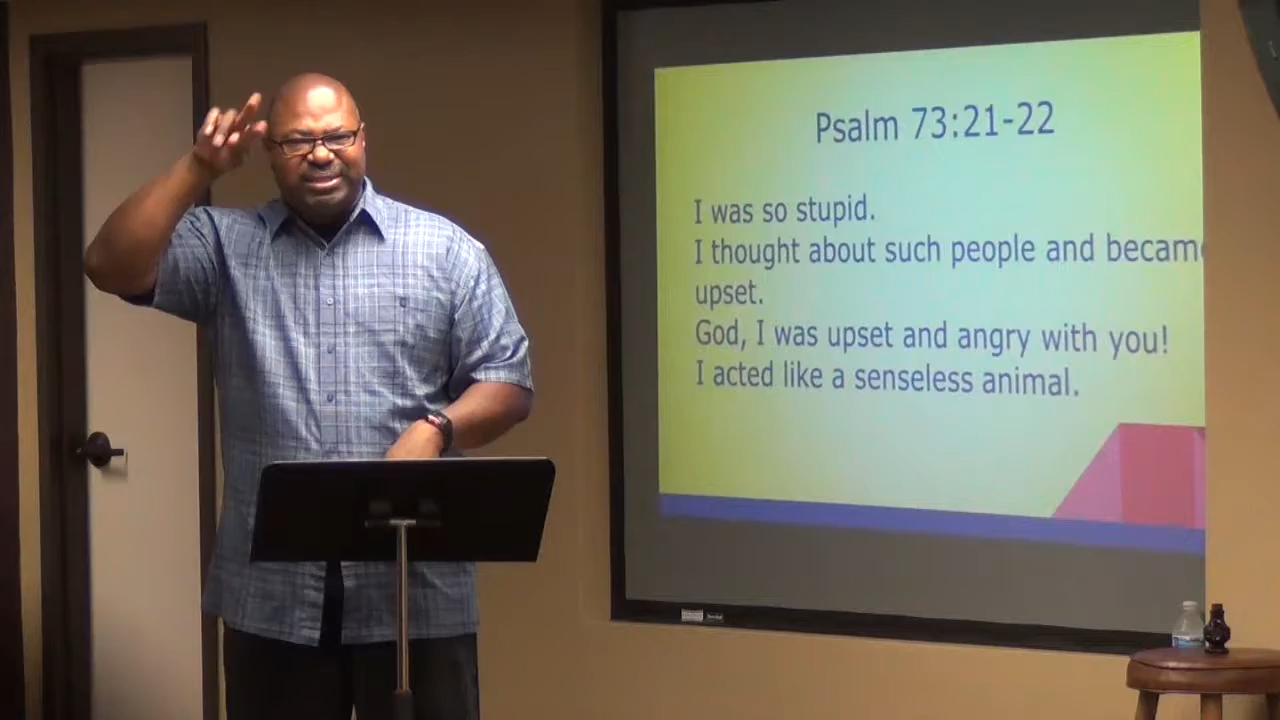 Psalm 73:21-22
I was so stupid.
I thought about such people and becam
upset.
God, I was upset and angry with you!
I acted like a senseless animal.